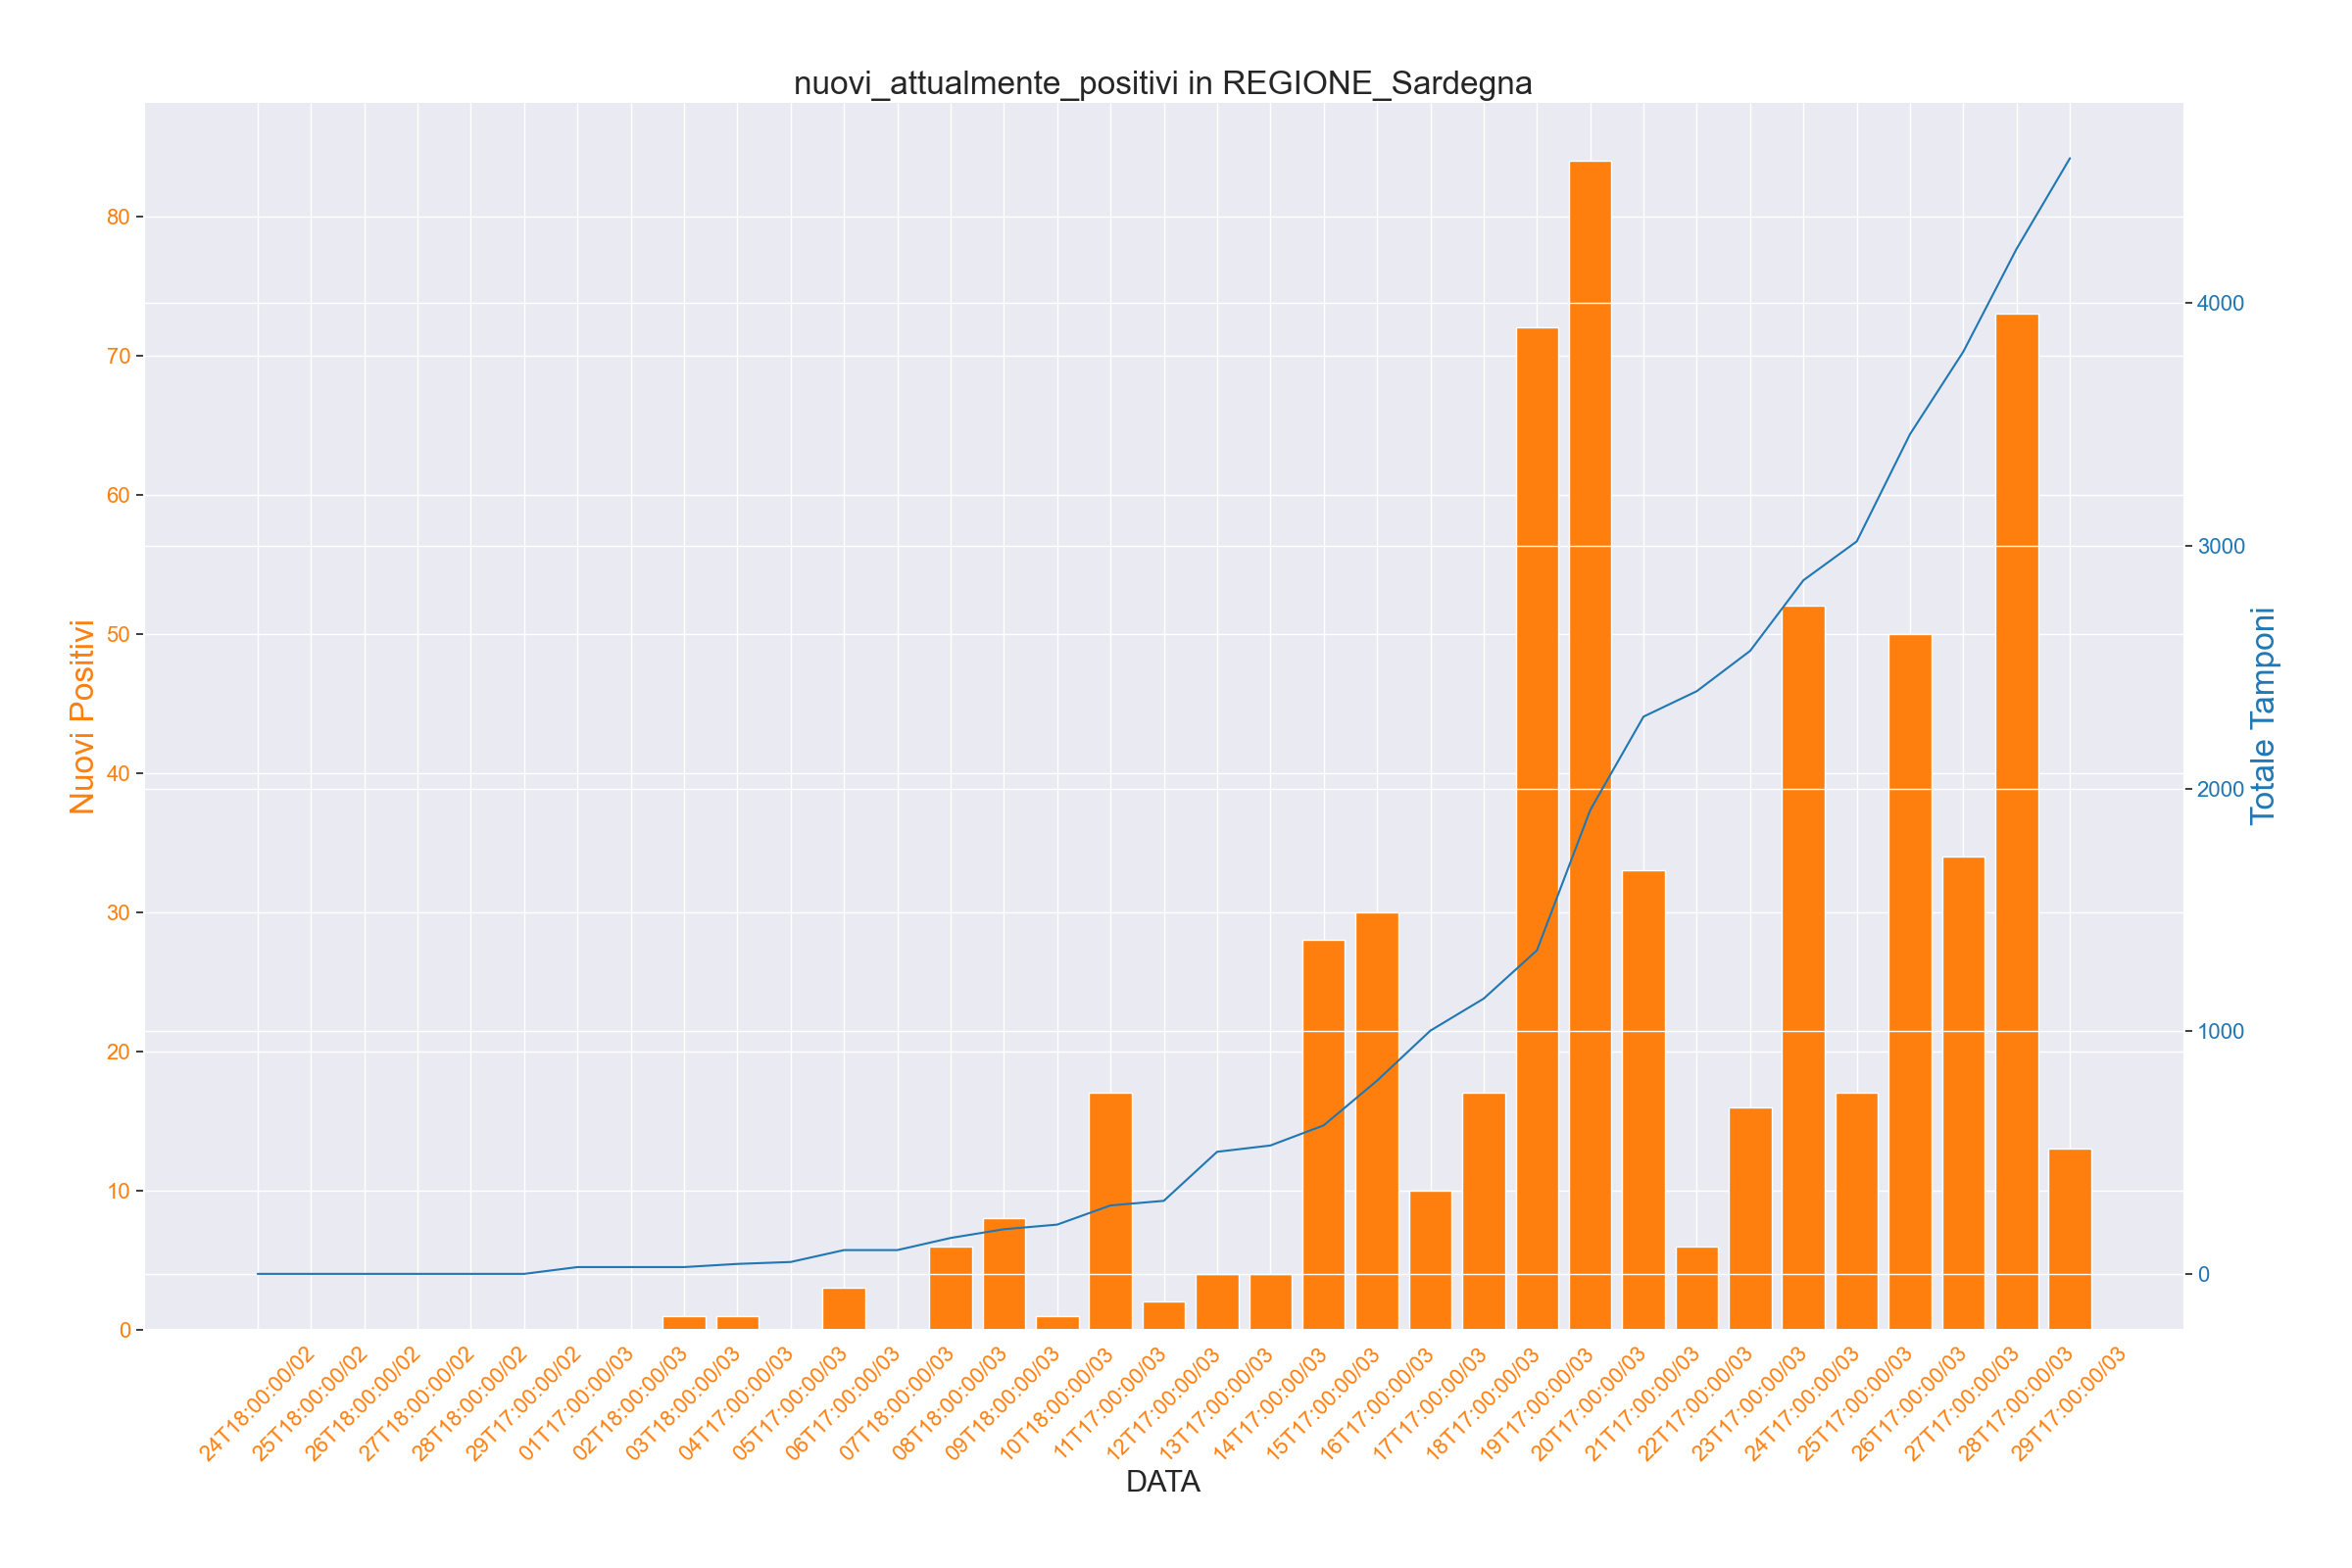 nuovi_attualmente_positivi in REGIONE_Sardegna
Nuovi Positivi
80
70
60
50
40
30
20
10
0
Totale Tamponi
4000
3000
2000
1000
0
24T18:00:00/02
25T18:00:00/02
26T18:00:00/02
27T18:00:00/02
28T18:00:00/02
29T17:00:00/02
01T17:00:00/03
02T18:00:00/03
03T18:00:00/03
04T17:00:00/03
05T17:00:00/03
06T17:00:00/03
07T18:00:00/03
08T18:00:00/03
09T18:00:00/03
10T18:00:00/03
11T17:00:00/03
12T17:00:00/03
13T17:00:00/03
14T17:00:00/03
15T17:00:00/03
16T17:00:00/03
17T17:00:00/03
18T17:00:00/03
19T17:00:00/03
20T17:00:00/03
21T17:00:00/03
22T17:00:00/03
23T17:00:00/03
24T17:00:00/03
25T17:00:00/03
26T17:00:00/03
27T17:00:00/03
28T17:00:00/03
29T17:00:00/03
DATA